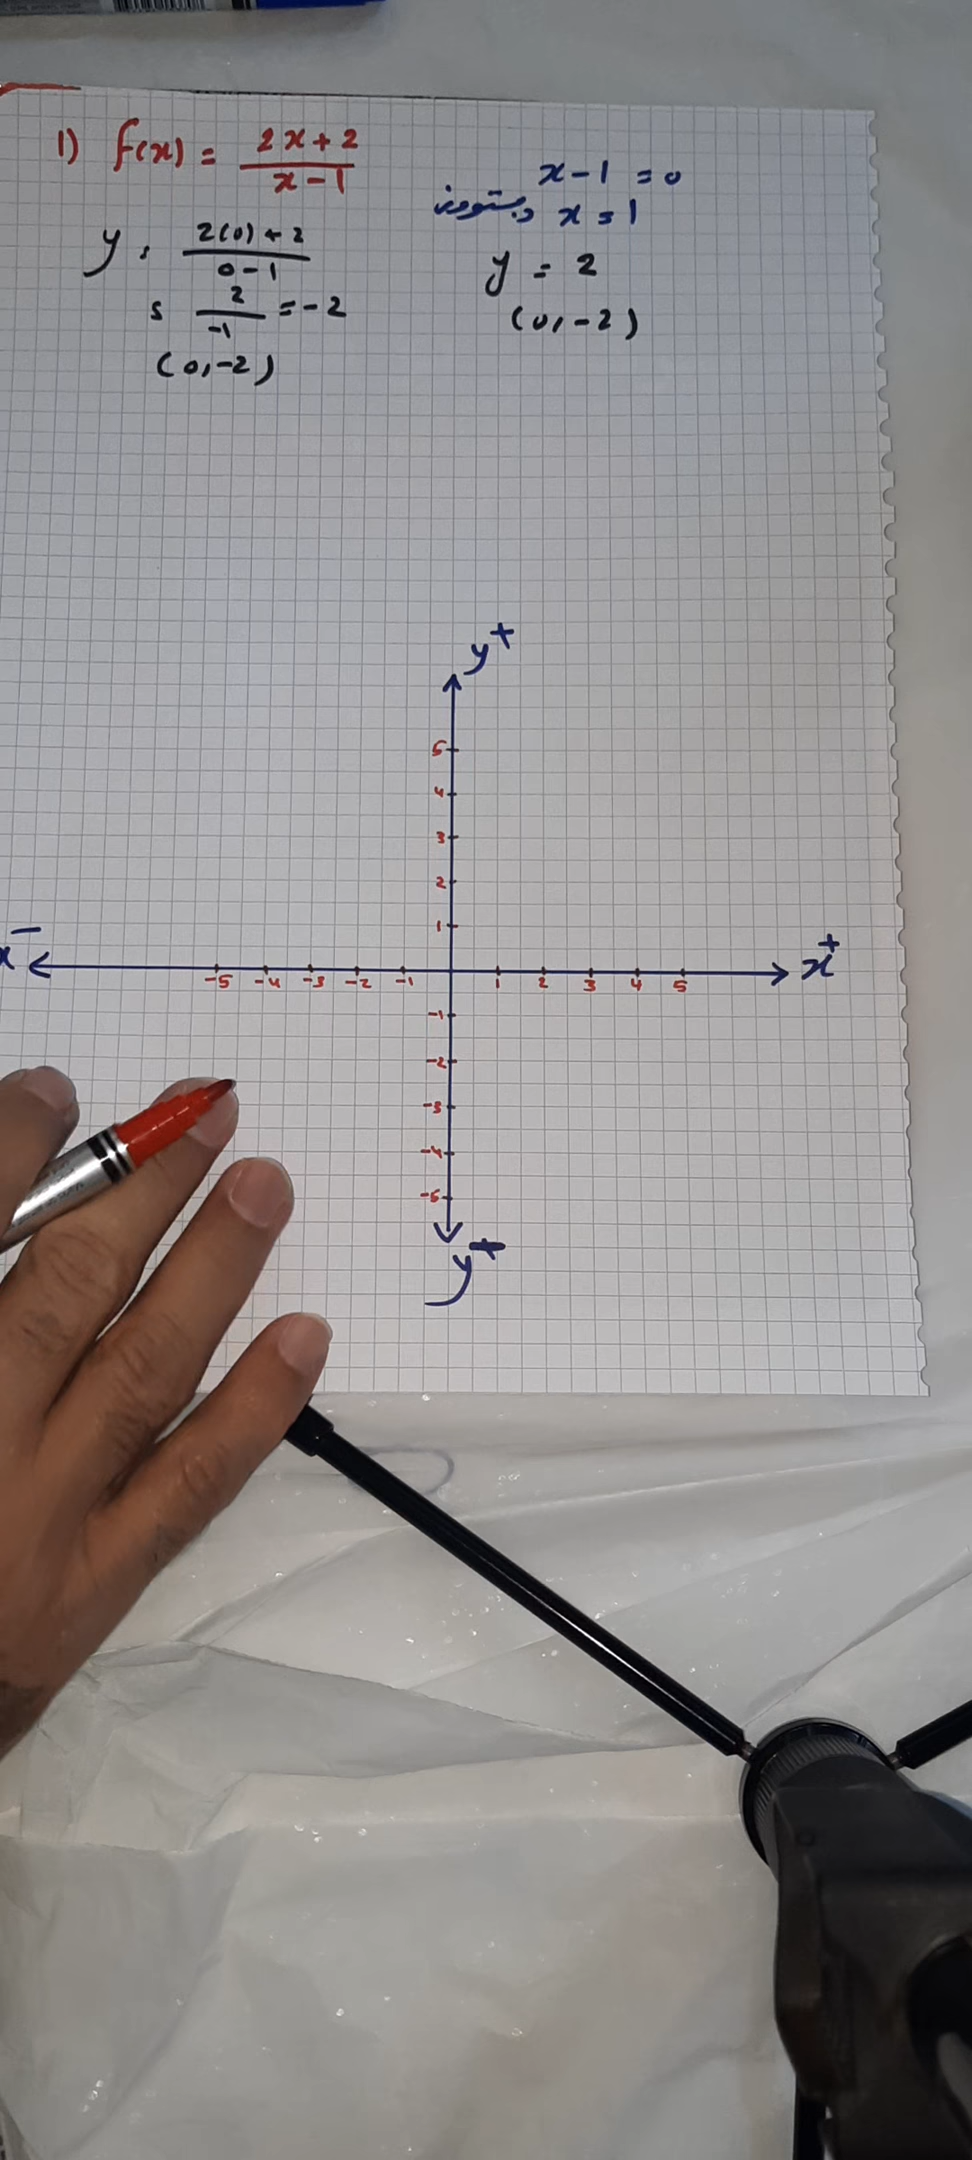 1) f(x) = (2x+2)/(x-1)
y = (2(0)+2)/(0-1)
= 2/-1 = -2
(0,-2)
x-1 = 0
x = 1
y = 2
(0,-2)
y+
5
4
3
2
1
x- -5 -4 -3 -2 -1 1 2 3 4 5 x+
-1
-2
-3
-4
-5
y-